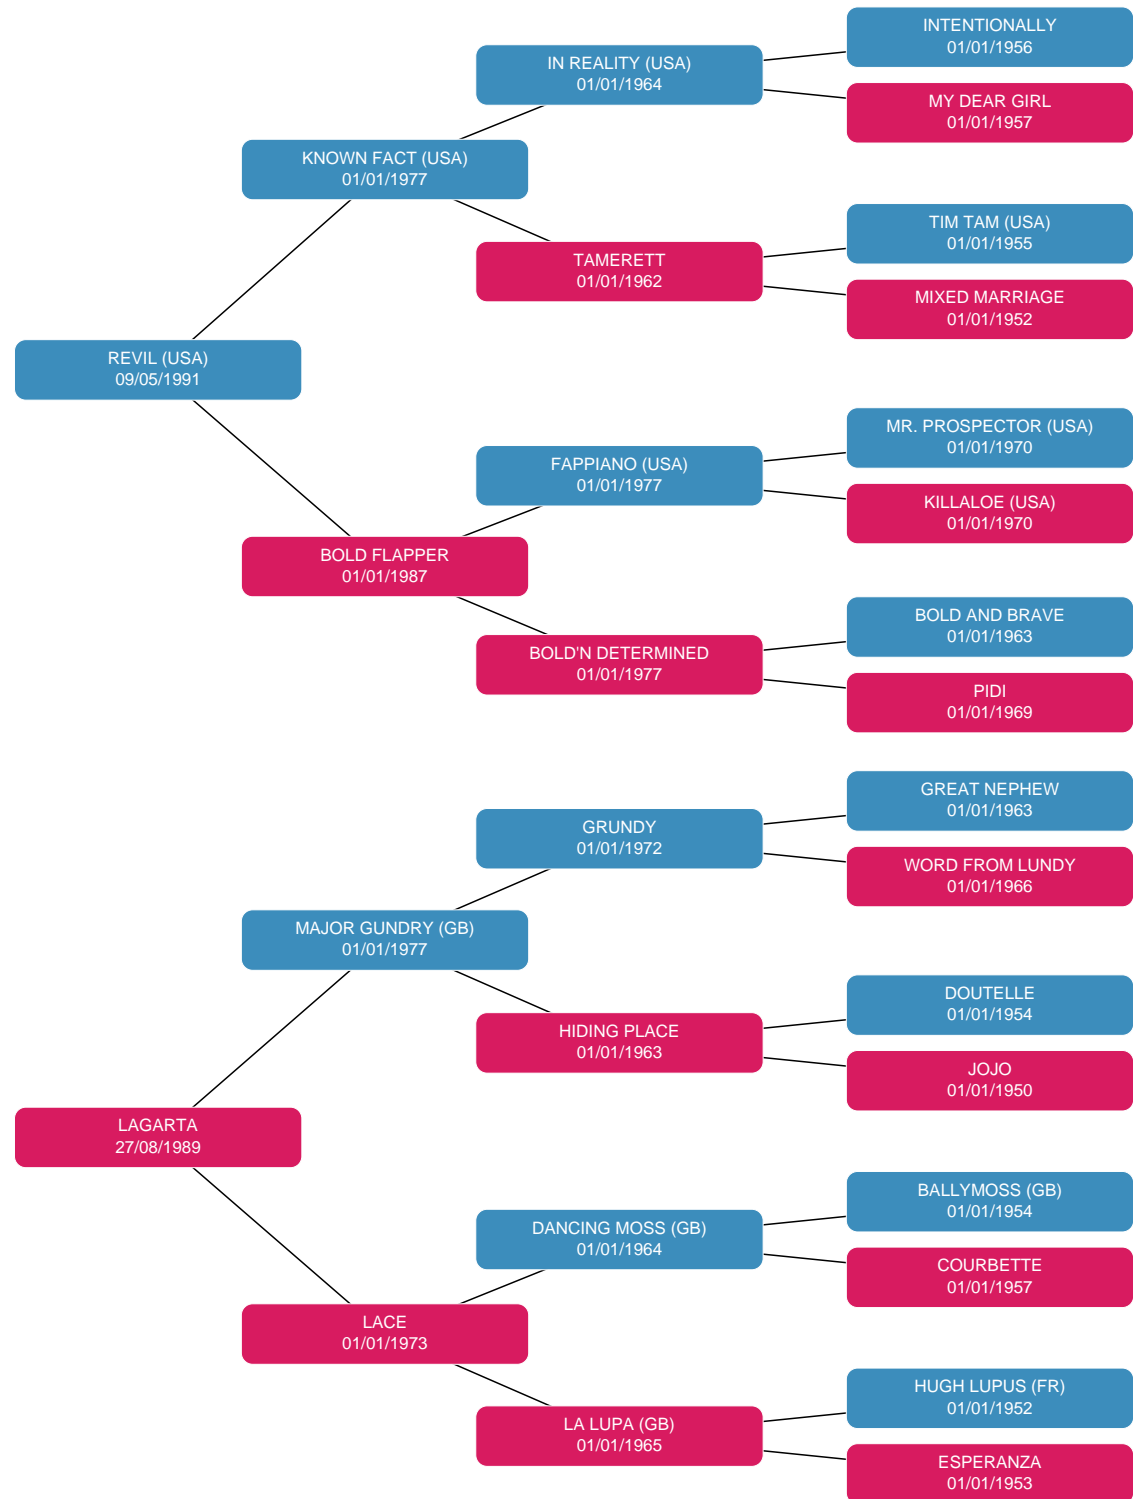 INTENTIONALLY
01/01/1956
IN REALITY (USA)
01/01/1964
MY DEAR GIRL
01/01/1957
KNOWN FACT (USA)
01/01/1977
TIM TAM (USA)
01/01/1955
TAMERETT
01/01/1962
MIXED MARRIAGE
01/01/1952
REVIL (USA)
09/05/1991
MR. PROSPECTOR (USA)
01/01/1970
FAPPIANO (USA)
01/01/1977
KILLALOE (USA)
01/01/1970
BOLD FLAPPER
01/01/1987
BOLD AND BRAVE
01/01/1963
BOLD'N DETERMINED
01/01/1977
PIDI
01/01/1969
GREAT NEPHEW
01/01/1963
GRUNDY
01/01/1972
WORD FROM LUNDY
01/01/1966
MAJOR GUNDRY (GB)
01/01/1977
DOUTELLE
01/01/1954
HIDING PLACE
01/01/1963
JOJO
01/01/1950
LAGARTA
27/08/1989
BALLYMOSS (GB)
01/01/1954
DANCING MOSS (GB)
01/01/1964
COURBETTE
01/01/1957
LACE
01/01/1973
HUGH LUPUS (FR)
01/01/1952
LA LUPA (GB)
01/01/1965
ESPERANZA
01/01/1953